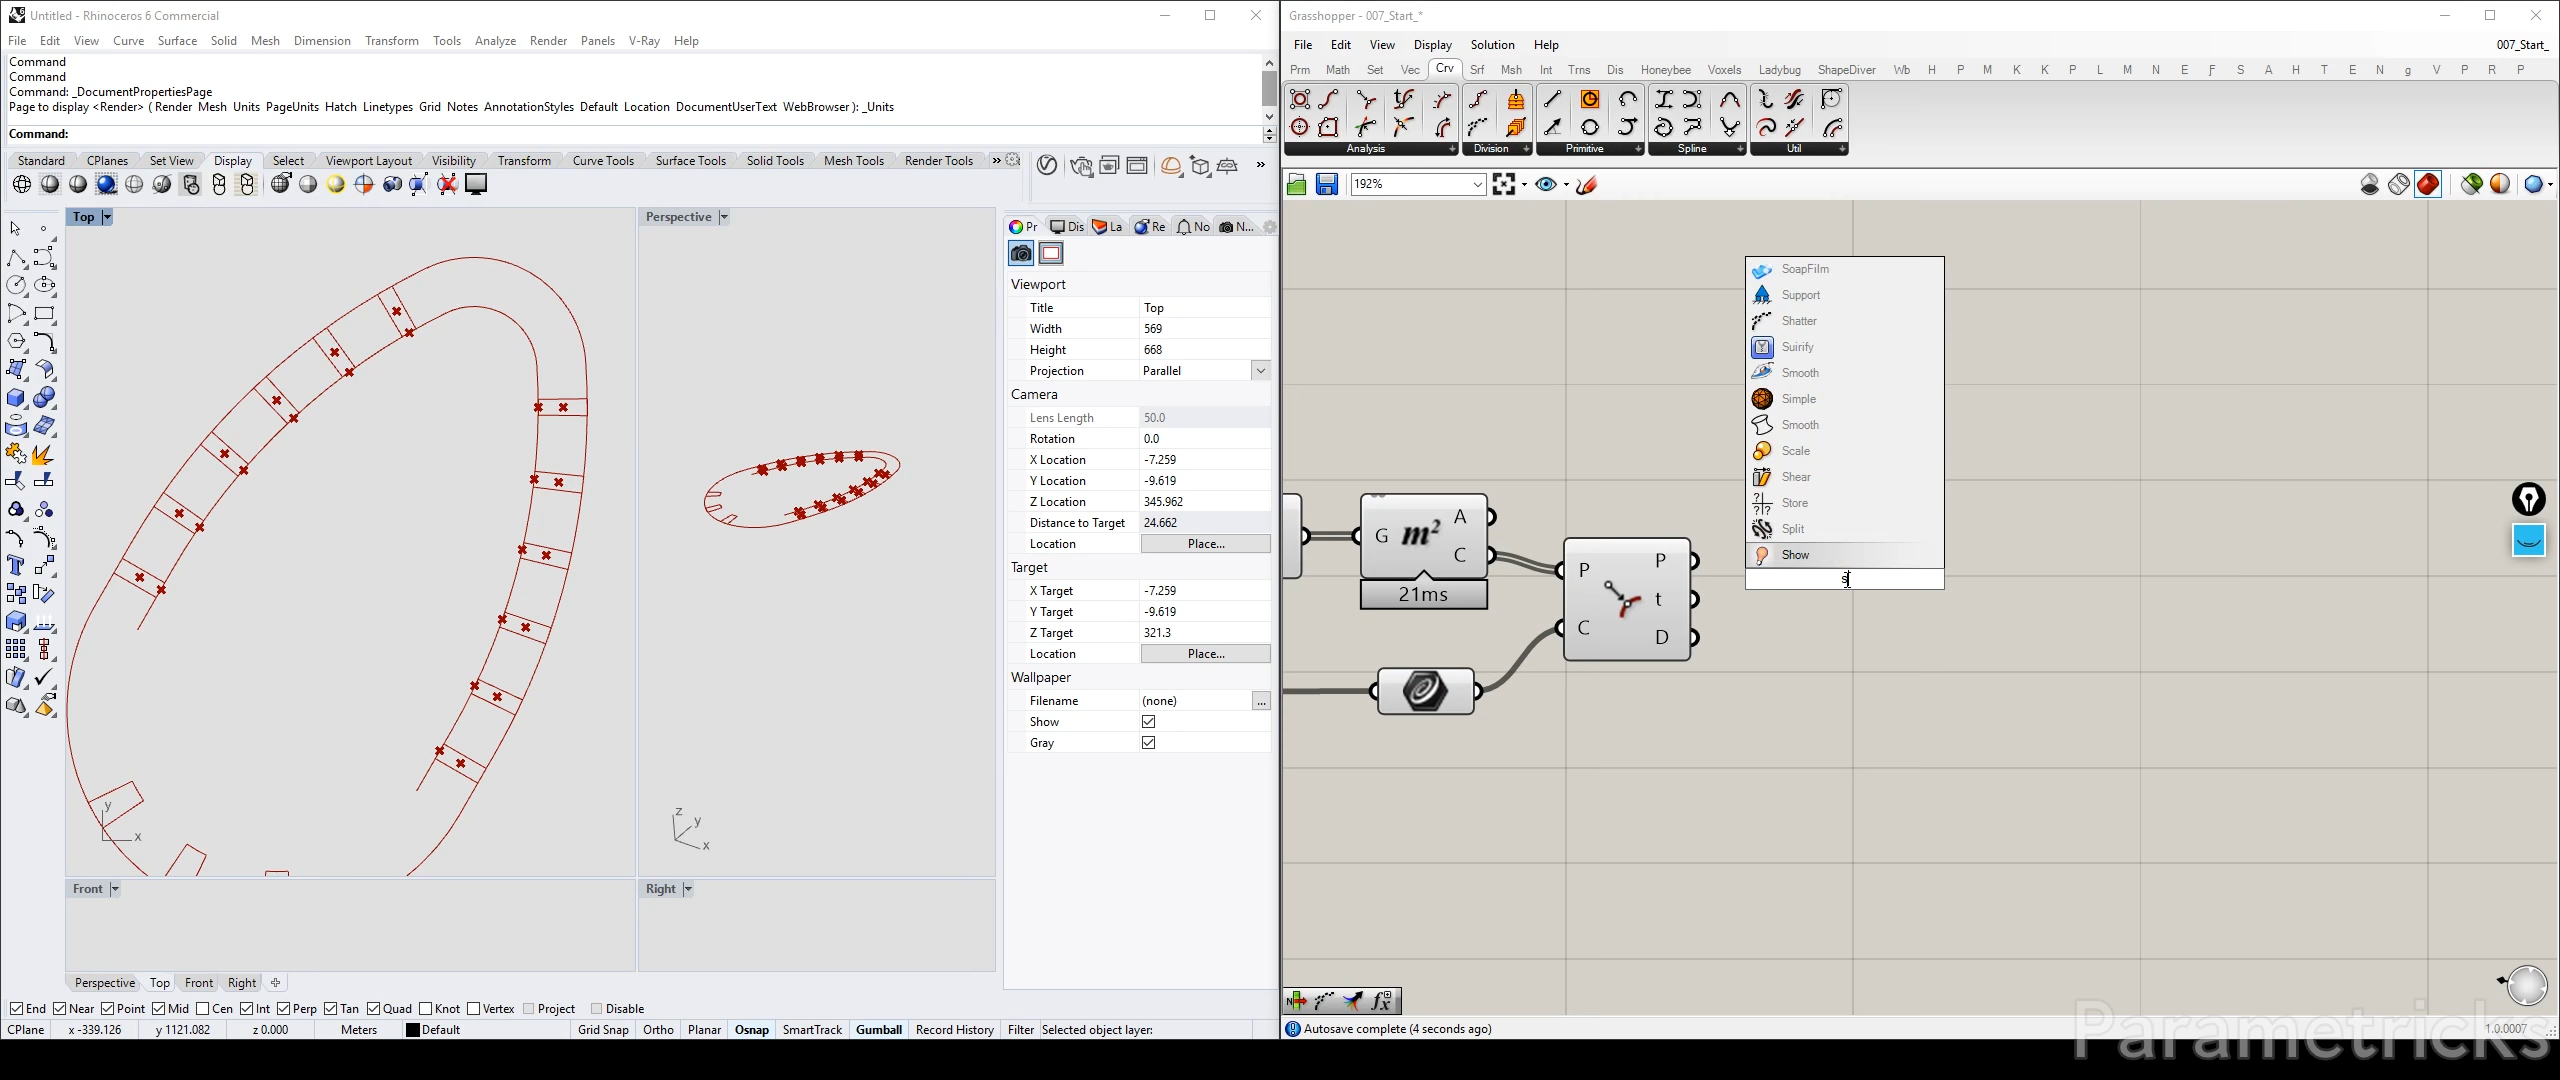 Untitled - Rhinoceros 6 Commercial
File Edit View Curve Surface Solid Mesh Dimension Transform Tools Analyze Render Panels V-Ray Help
Command
Command
Command: _DocumentPropertiesPage
Page to display <Render> ( Render Mesh Units PageUnits Hatch Linetypes Grid Notes AnnotationStyles Default Location DocumentUserText WebBrowser ): _Units
Command:
Standard CPlanes Set View Display Select Viewport Layout Visibility Transform Curve Tools Surface Tools Solid Tools Mesh Tools Render Tools »
»
Top
Perspective
Pr Dis La Re No N...
Viewport
Title Top
Width 569
Height 668
Projection Parallel
Camera
Lens Length 50.0
Rotation 0.0
X Location -7.259
Y Location -9.619
Z Location 345.962
Distance to Target 24.662
Location Place...
Target
X Target -7.259
Y Target -9.619
Z Target 321.3
Location Place...
Wallpaper
Filename (none) ...
Show
Gray
y
x
z
y
x
Front
Right
Perspective Top Front Right
End Near Point Mid Cen Int Perp Tan Quad Knot Vertex Project Disable
CPlane x -339.126 y 1121.082 z 0.000 Meters Default Grid Snap Ortho Planar Osnap SmartTrack Gumball Record History Filter Selected object layer:
Grasshopper - 007_Start_*
File Edit View Display Solution Help
007_Start_
Prm Math Set Vec Crv Srf Msh Int Trns Dis Honeybee Voxels Ladybug ShapeDiver Wb H P M K K P L M N E F S A H T E N g V P R P
Analysis + Division + Primitive + Spline + Util +
192%
SoapFilm
Support
Shatter
Suirify
Smooth
Simple
Smooth
Scale
Shear
Store
Split
Show
s
G m² A
C
21ms
P P
t
C D
Autosave complete (4 seconds ago)
1.0.0007
Parametricks